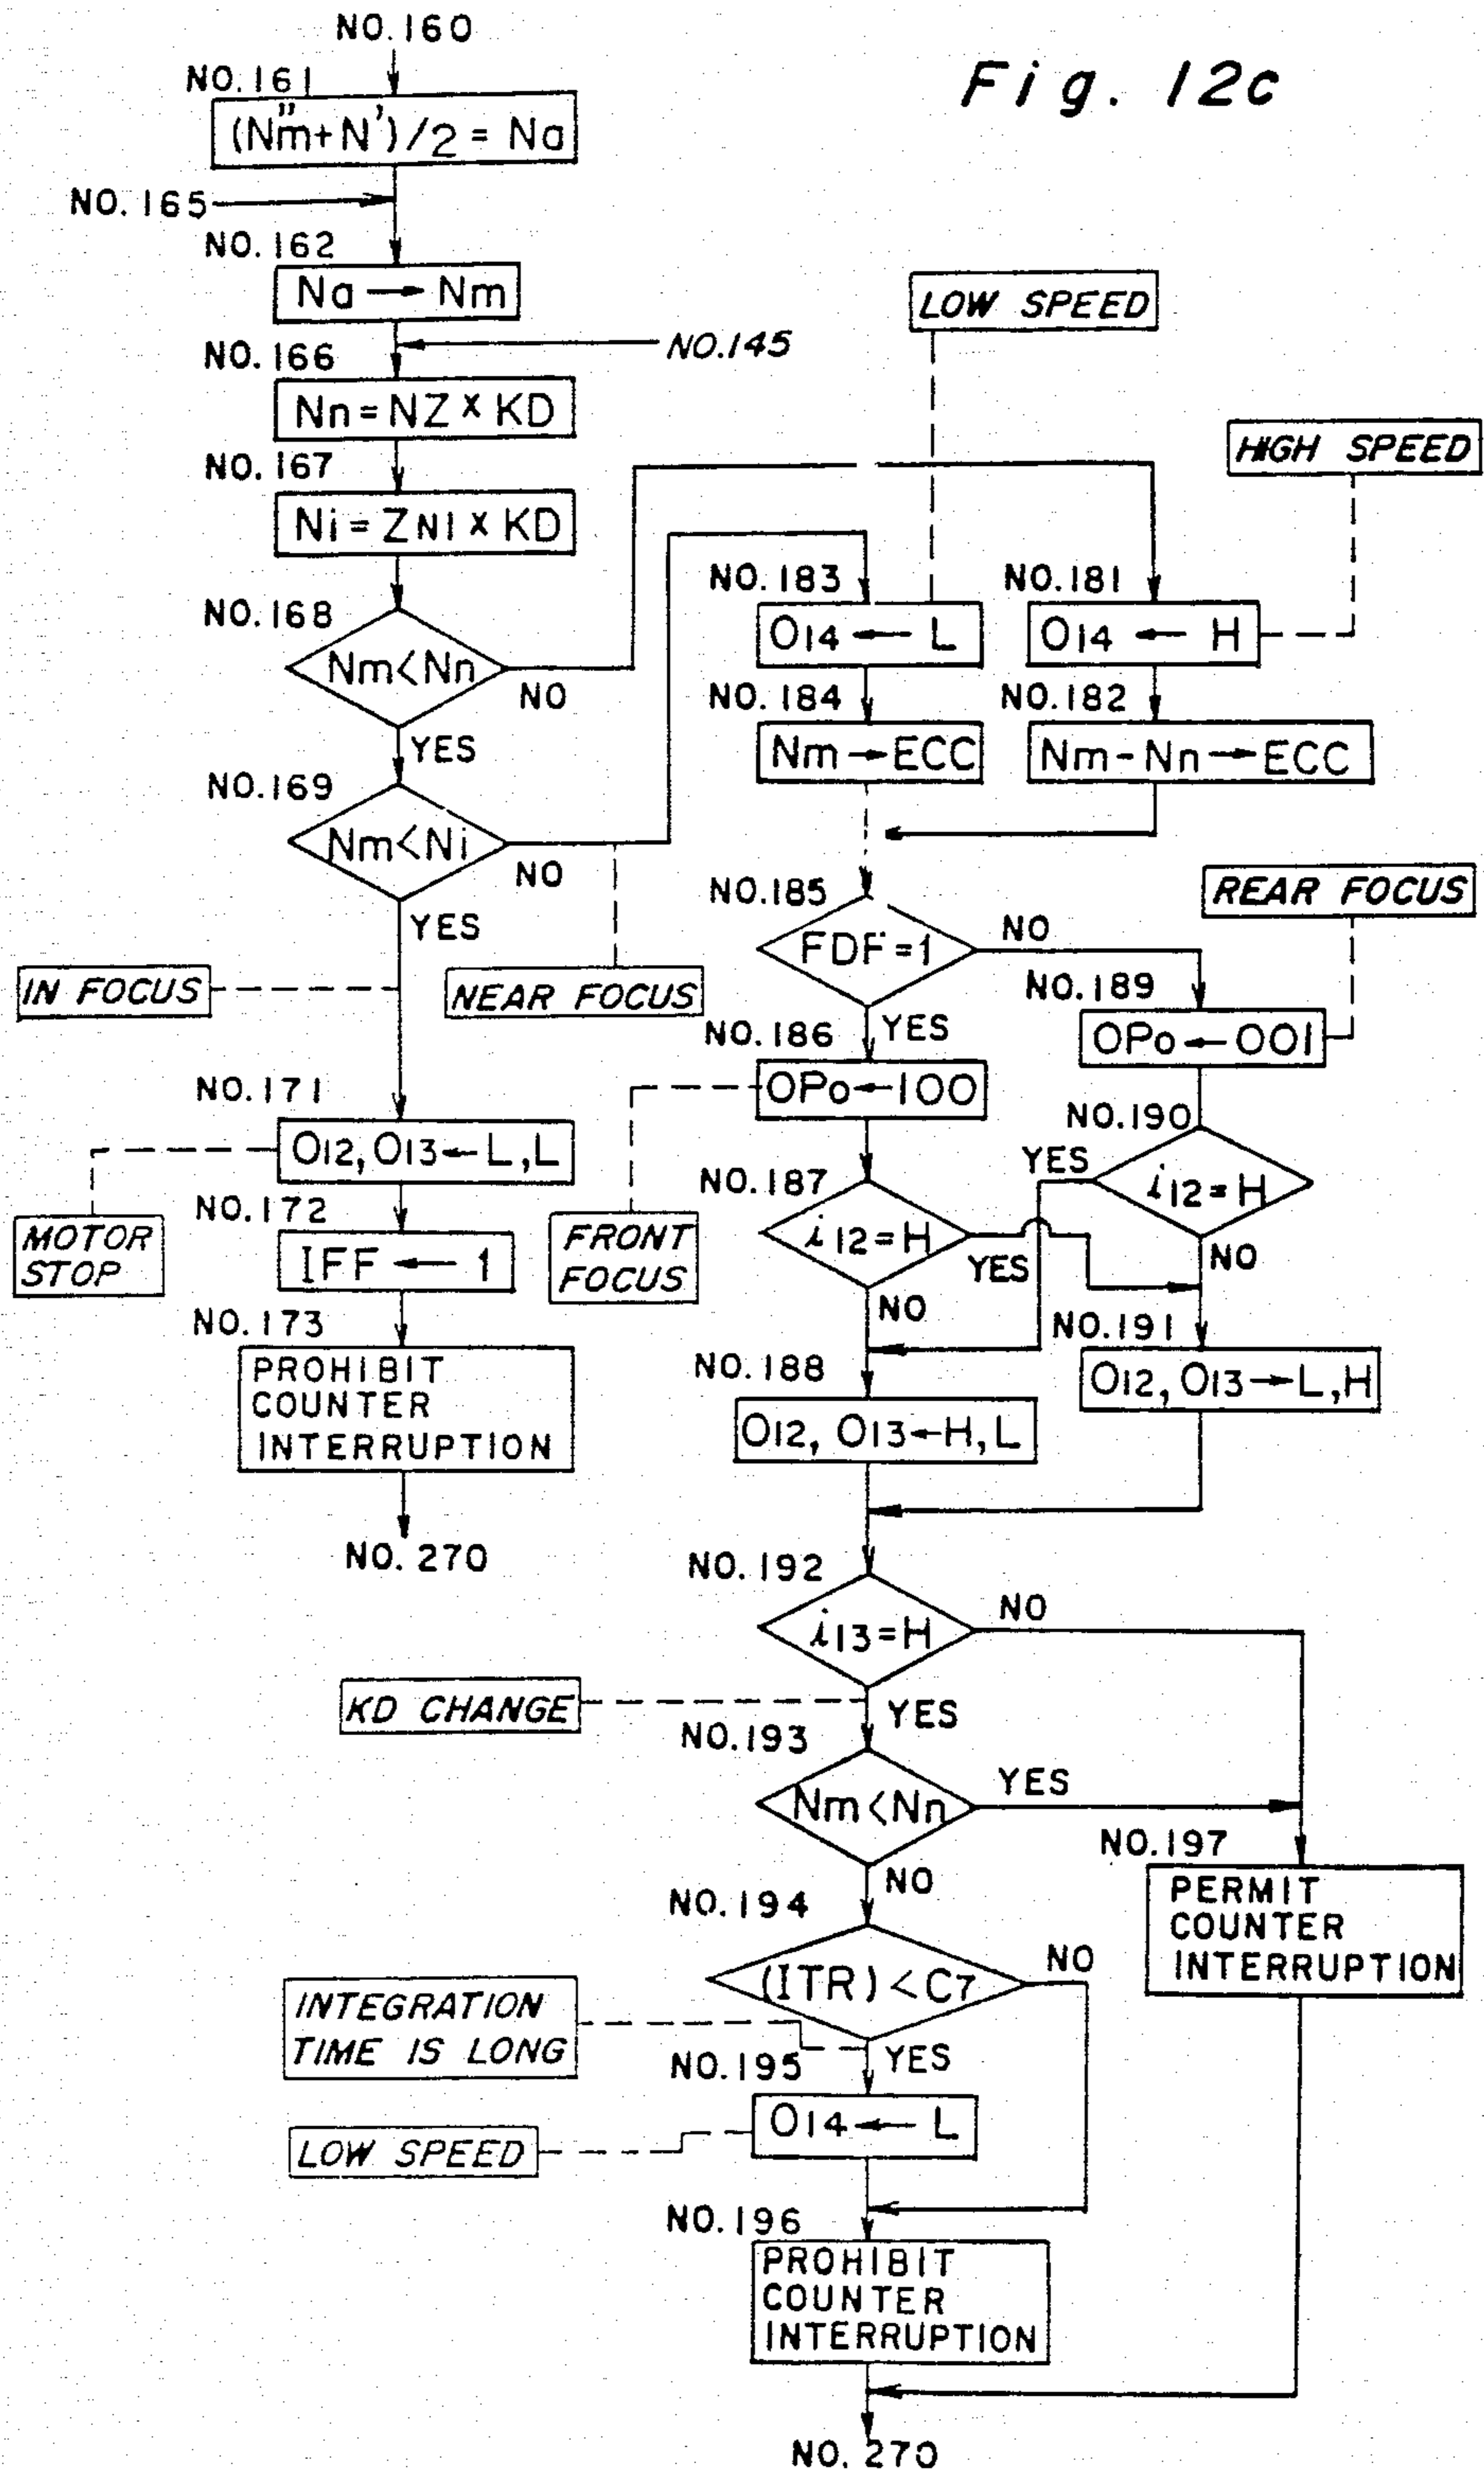 Fig. 12c
NO.160
NO.161
(N"m+N')/2 = Na
NO.165
NO.162
Na → Nm
NO.166
NO.145
Nn = NZ × KD
NO.167
Ni = ZNI × KD
NO.168
Nm<Nn
NO
YES
NO.169
Nm<Ni
NO
YES
IN FOCUS
NEAR FOCUS
NO.171
O12, O13 ← L, L
MOTOR
STOP
NO.172
IFF ← 1
NO.173
PROHIBIT
COUNTER
INTERRUPTION
NO. 270
LOW SPEED
HIGH SPEED
NO.183
O14 ← L
NO.181
O14 ← H
NO.184
Nm → ECC
NO.182
Nm - Nn → ECC
NO.185
FDF = 1
NO
YES
REAR FOCUS
NO.189
OPo ← 001
NO.186
OPo ← 100
FRONT
FOCUS
NO.190
i12 = H
YES
NO
NO.187
i12 = H
YES
NO
NO.191
O12, O13 → L, H
NO.188
O12, O13 ← H, L
NO.192
i13 = H
NO
YES
KD CHANGE
NO.193
Nm < Nn
YES
NO
NO.197
PERMIT
COUNTER
INTERRUPTION
NO.194
(ITR) < C7
NO
YES
INTEGRATION
TIME IS LONG
NO.195
O14 ← L
LOW SPEED
NO.196
PROHIBIT
COUNTER
INTERRUPTION
NO. 270